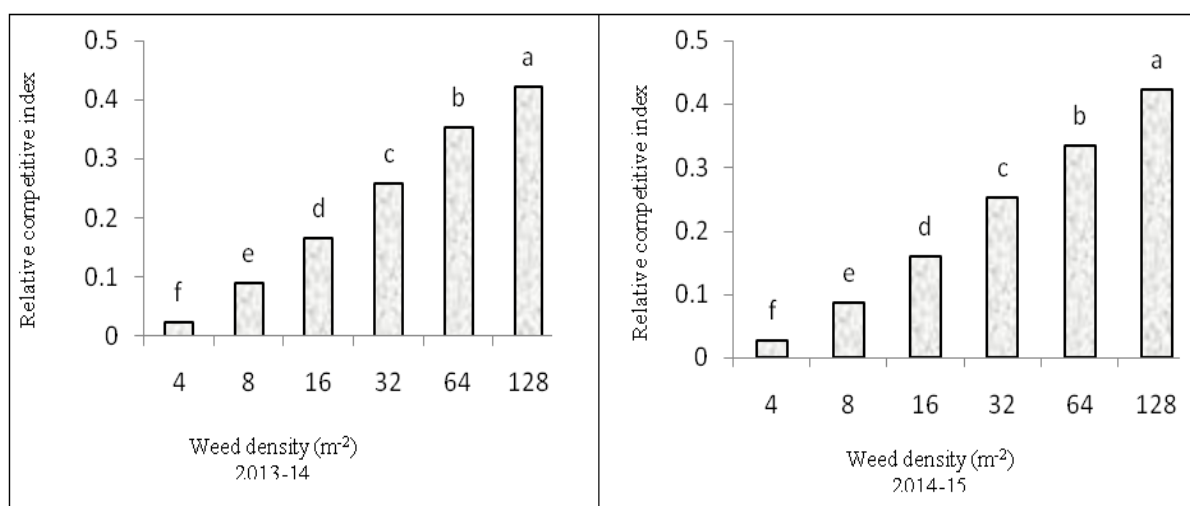 Relative competitive index
0.5
0.4
0.3
0.2
0.1
0
f
e
d
c
b
a
4 8 16 32 64 128
Weed density (m-2)
2013-14
Relative competitive index
0.5
0.4
0.3
0.2
0.1
0
f
e
d
c
b
a
4 8 16 32 64 128
Weed density (m-2)
2014-15